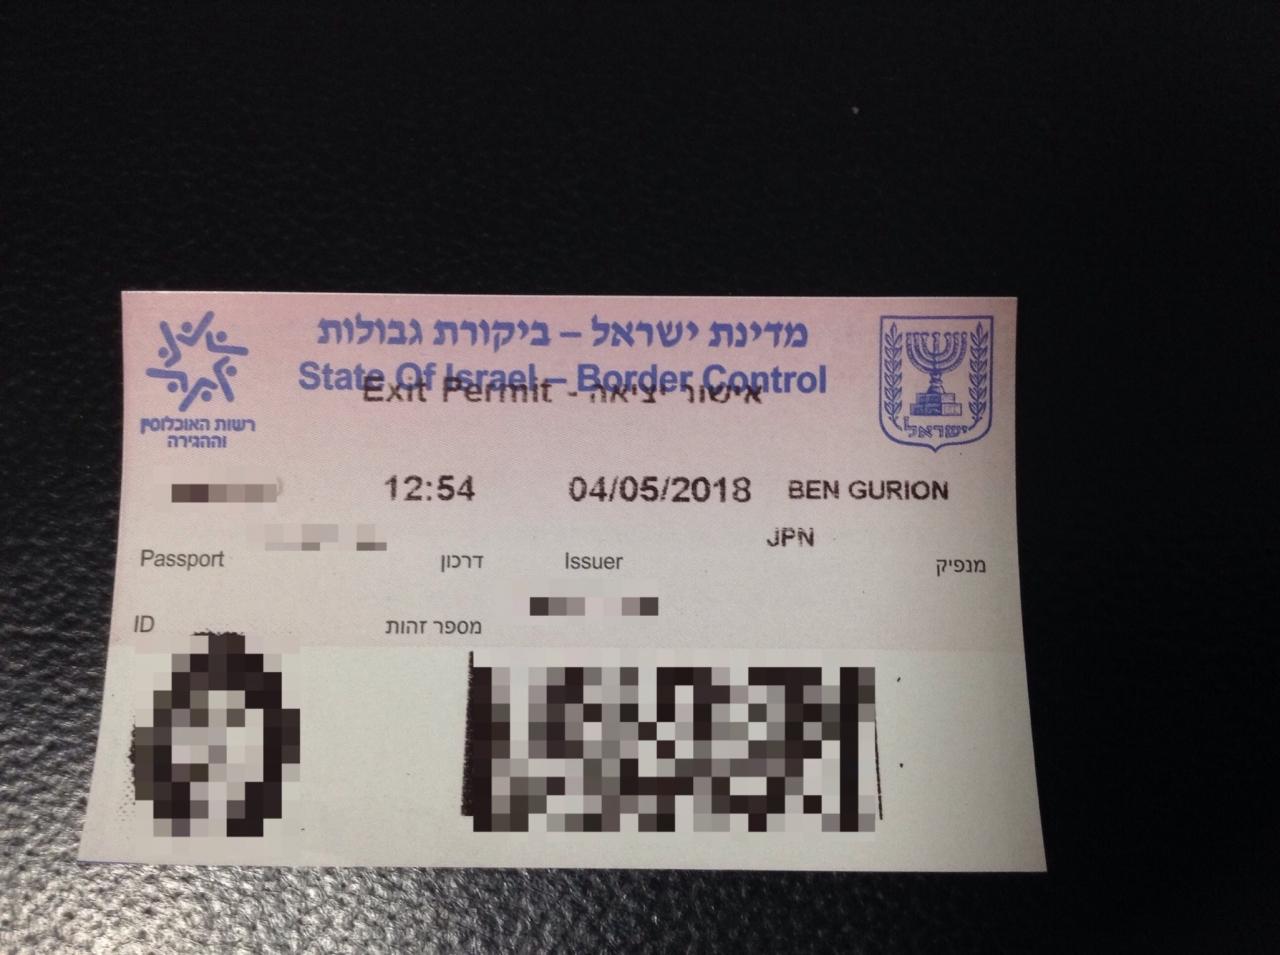 מדינת ישראל – ביקורת גבולות
State Of Israel – Border Control
Exit Permit - אישור יציאה
רשות האוכלוסין
וההגירה
ישראל
12:54 04/05/2018 BEN GURION
JPN
Passport דרכון Issuer מנפיק
ID מספר זהות